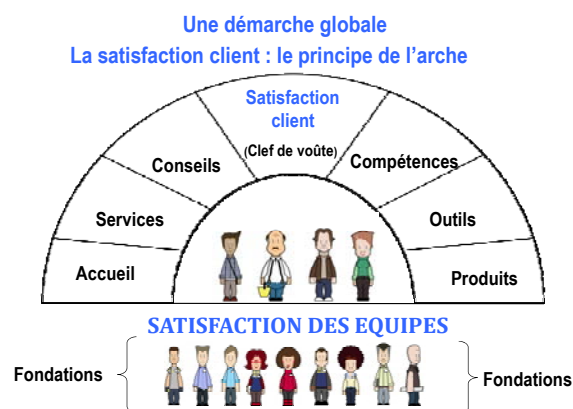 Une démarche globale
La satisfaction client : le principe de l'arche
Satisfaction
client
(Clef de voûte)
Conseils
Compétences
Services
Outils
Accueil
Produits
SATISFACTION DES EQUIPES
Fondations
Fondations